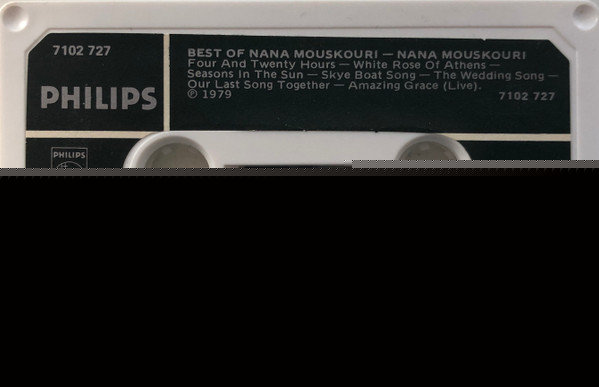 7102 727
PHILIPS
BEST OF NANA MOUSKOURI — NANA MOUSKOURI
Four And Twenty Hours — White Rose Of Athens —
Seasons In The Sun — Skye Boat Song — The Wedding Song —
Our Last Song Together — Amazing Grace (Live).
℗ 1979
7102 727
PHILIPS